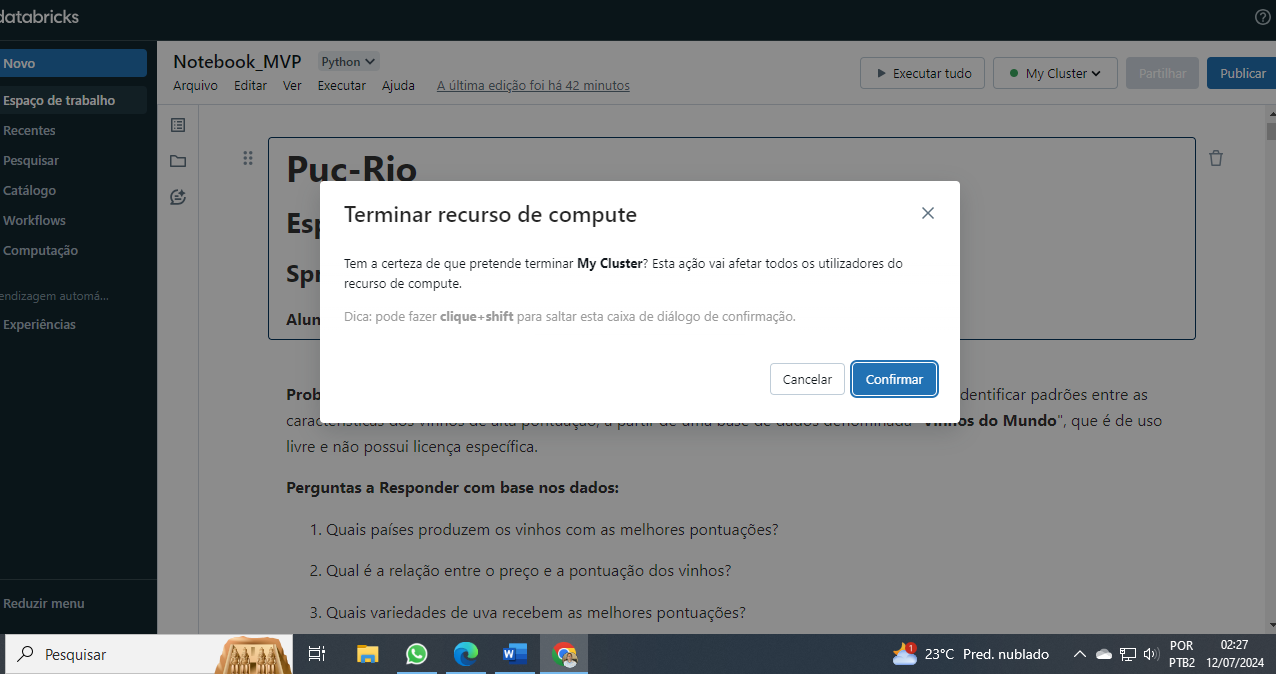 databricks
Novo
Espaço de trabalho
Recentes
Pesquisar
Catálogo
Workflows
Computação
endizagem automá...
Experiências
Reduzir menu
Notebook_MVP Python
Arquivo Editar Ver Executar Ajuda A última edição foi há 42 minutos
Executar tudo My Cluster Partilhar Publicar
Puc-Rio
Esp
Spr
Alun
Terminar recurso de compute
Tem a certeza de que pretende terminar My Cluster? Esta ação vai afetar todos os utilizadores do
recurso de compute.
Dica: pode fazer clique+shift para saltar esta caixa de diálogo de confirmação.
Cancelar Confirmar
Prob dentificar padrões entre as
características dos vinhos de alta pontuação, a partir de uma base de dados denominada "Vinhos do Mundo", que é de uso
livre e não possui licença específica.
Perguntas a Responder com base nos dados:
1. Quais países produzem os vinhos com as melhores pontuações?
2. Qual é a relação entre o preço e a pontuação dos vinhos?
3. Quais variedades de uva recebem as melhores pontuações?
Pesquisar
1
23°C Pred. nublado
POR
PTB2
02:27
12/07/2024